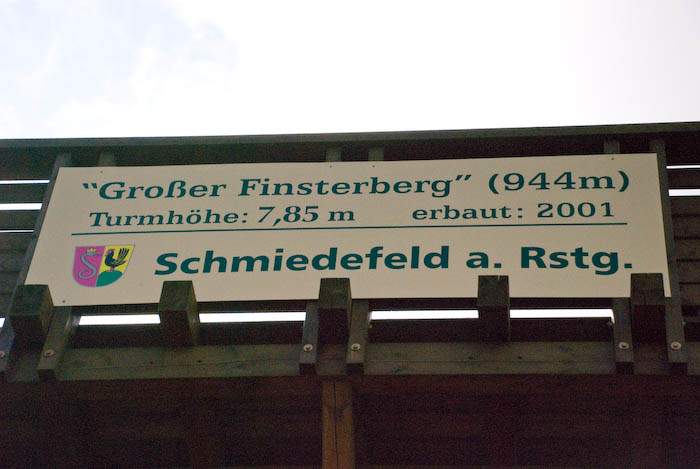 "Großer Finsterberg" (944m)
Turmhöhe: 7,85 m erbaut: 2001
S Schmiedefeld a. Rstg.